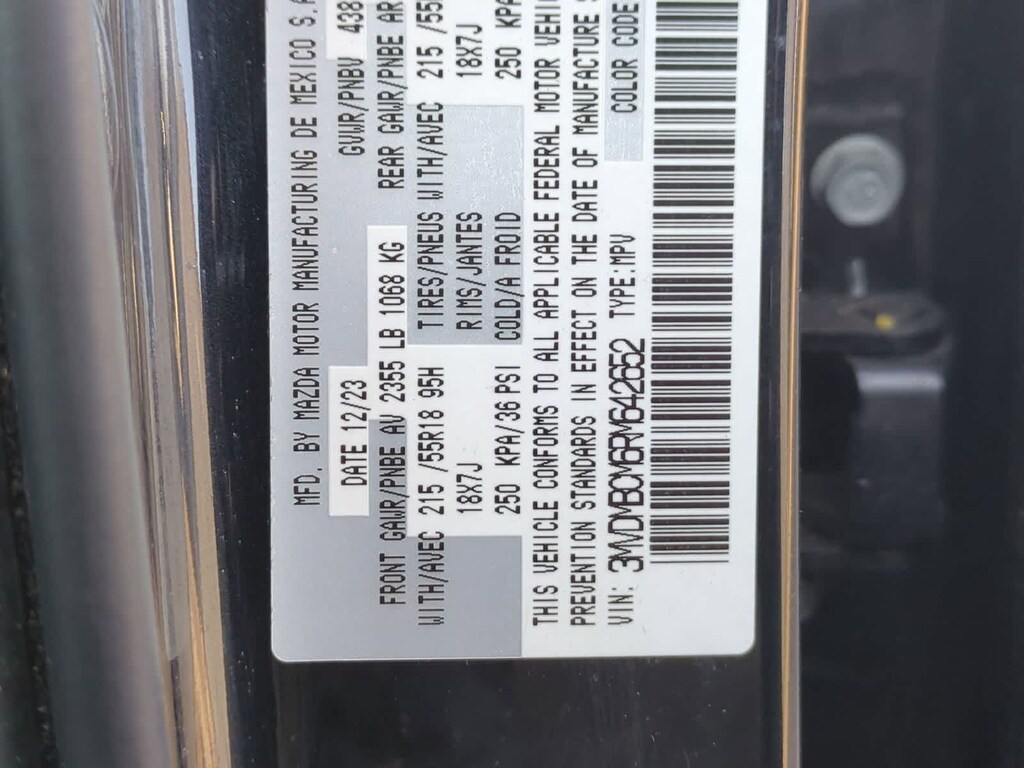 MFD. BY MAZDA MOTOR MANUFACTURING DE MEXICO S.A
DATE 12/23 GVWR/PNBV 438
FRONT GAWR/PNBE AV 2355 LB 1068 KG REAR GAWR/PNBE AR
WITH/AVEC 215 /55R18 95H TIRES/PNEUS WITH/AVEC 215 /55
18X7J RIMS/JANTES 18X7J
250 KPA/36 PSI COLD/A FROID 250 KPA
THIS VEHICLE CONFORMS TO ALL APPLICABLE FEDERAL MOTOR VEHI
PREVENTION STANDARDS IN EFFECT ON THE DATE OF MANUFACTURE S
VIN: 3MVDMBCM6RM642652 TYPE:MPV COLOR CODE